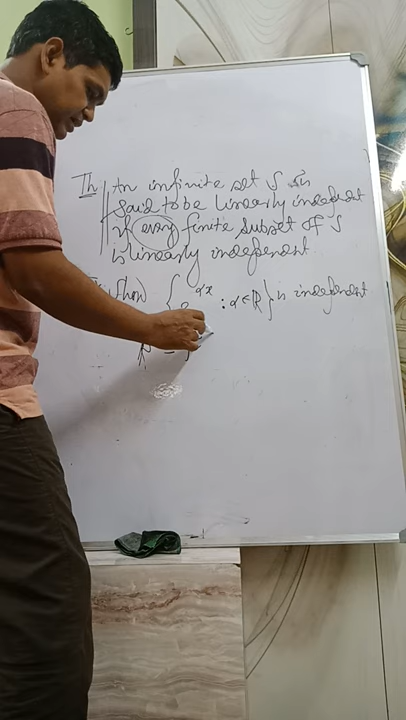 Th An infinite set S is
said to be linearly independent
if every finite subset of S
is linearly independent.
Show { e^αx : α ∈ ℝ } is independent